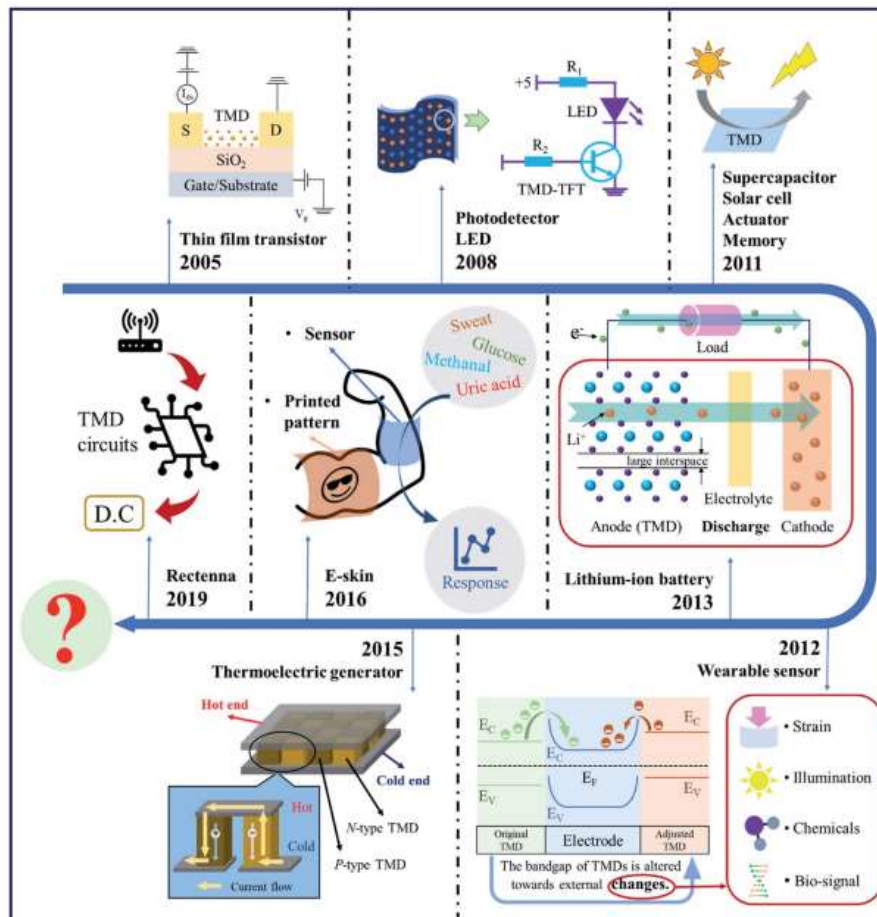 I_ds
TMD
S
D
SiO₂
Gate/Substrate
V_g
Thin film transistor
2005
+5
R₁
LED
R₂
TMD-TFT
Photodetector
LED
2008
TMD
Supercapacitor
Solar cell
Actuator
Memory
2011
TMD
circuits
D.C
Rectenna
2019
• Sensor
• Printed
pattern
Sweat
Glucose
Methanal
Uric acid
Response
E-skin
2016
e⁻
Load
Li⁺
large interspace
Electrolyte
Anode (TMD)
Discharge
Cathode
Lithium-ion battery
2013
?
2015
Thermoelectric generator
Hot end
Cold end
Hot
Cold
Current flow
N-type TMD
P-type TMD
2012
Wearable sensor
E_C
E_C
E_C
E_F
E_V
E_V
E_V
Original
TMD
Electrode
Adjusted
TMD
The bandgap of TMDs is altered
towards external changes.
• Strain
• Illumination
• Chemicals
• Bio-signal